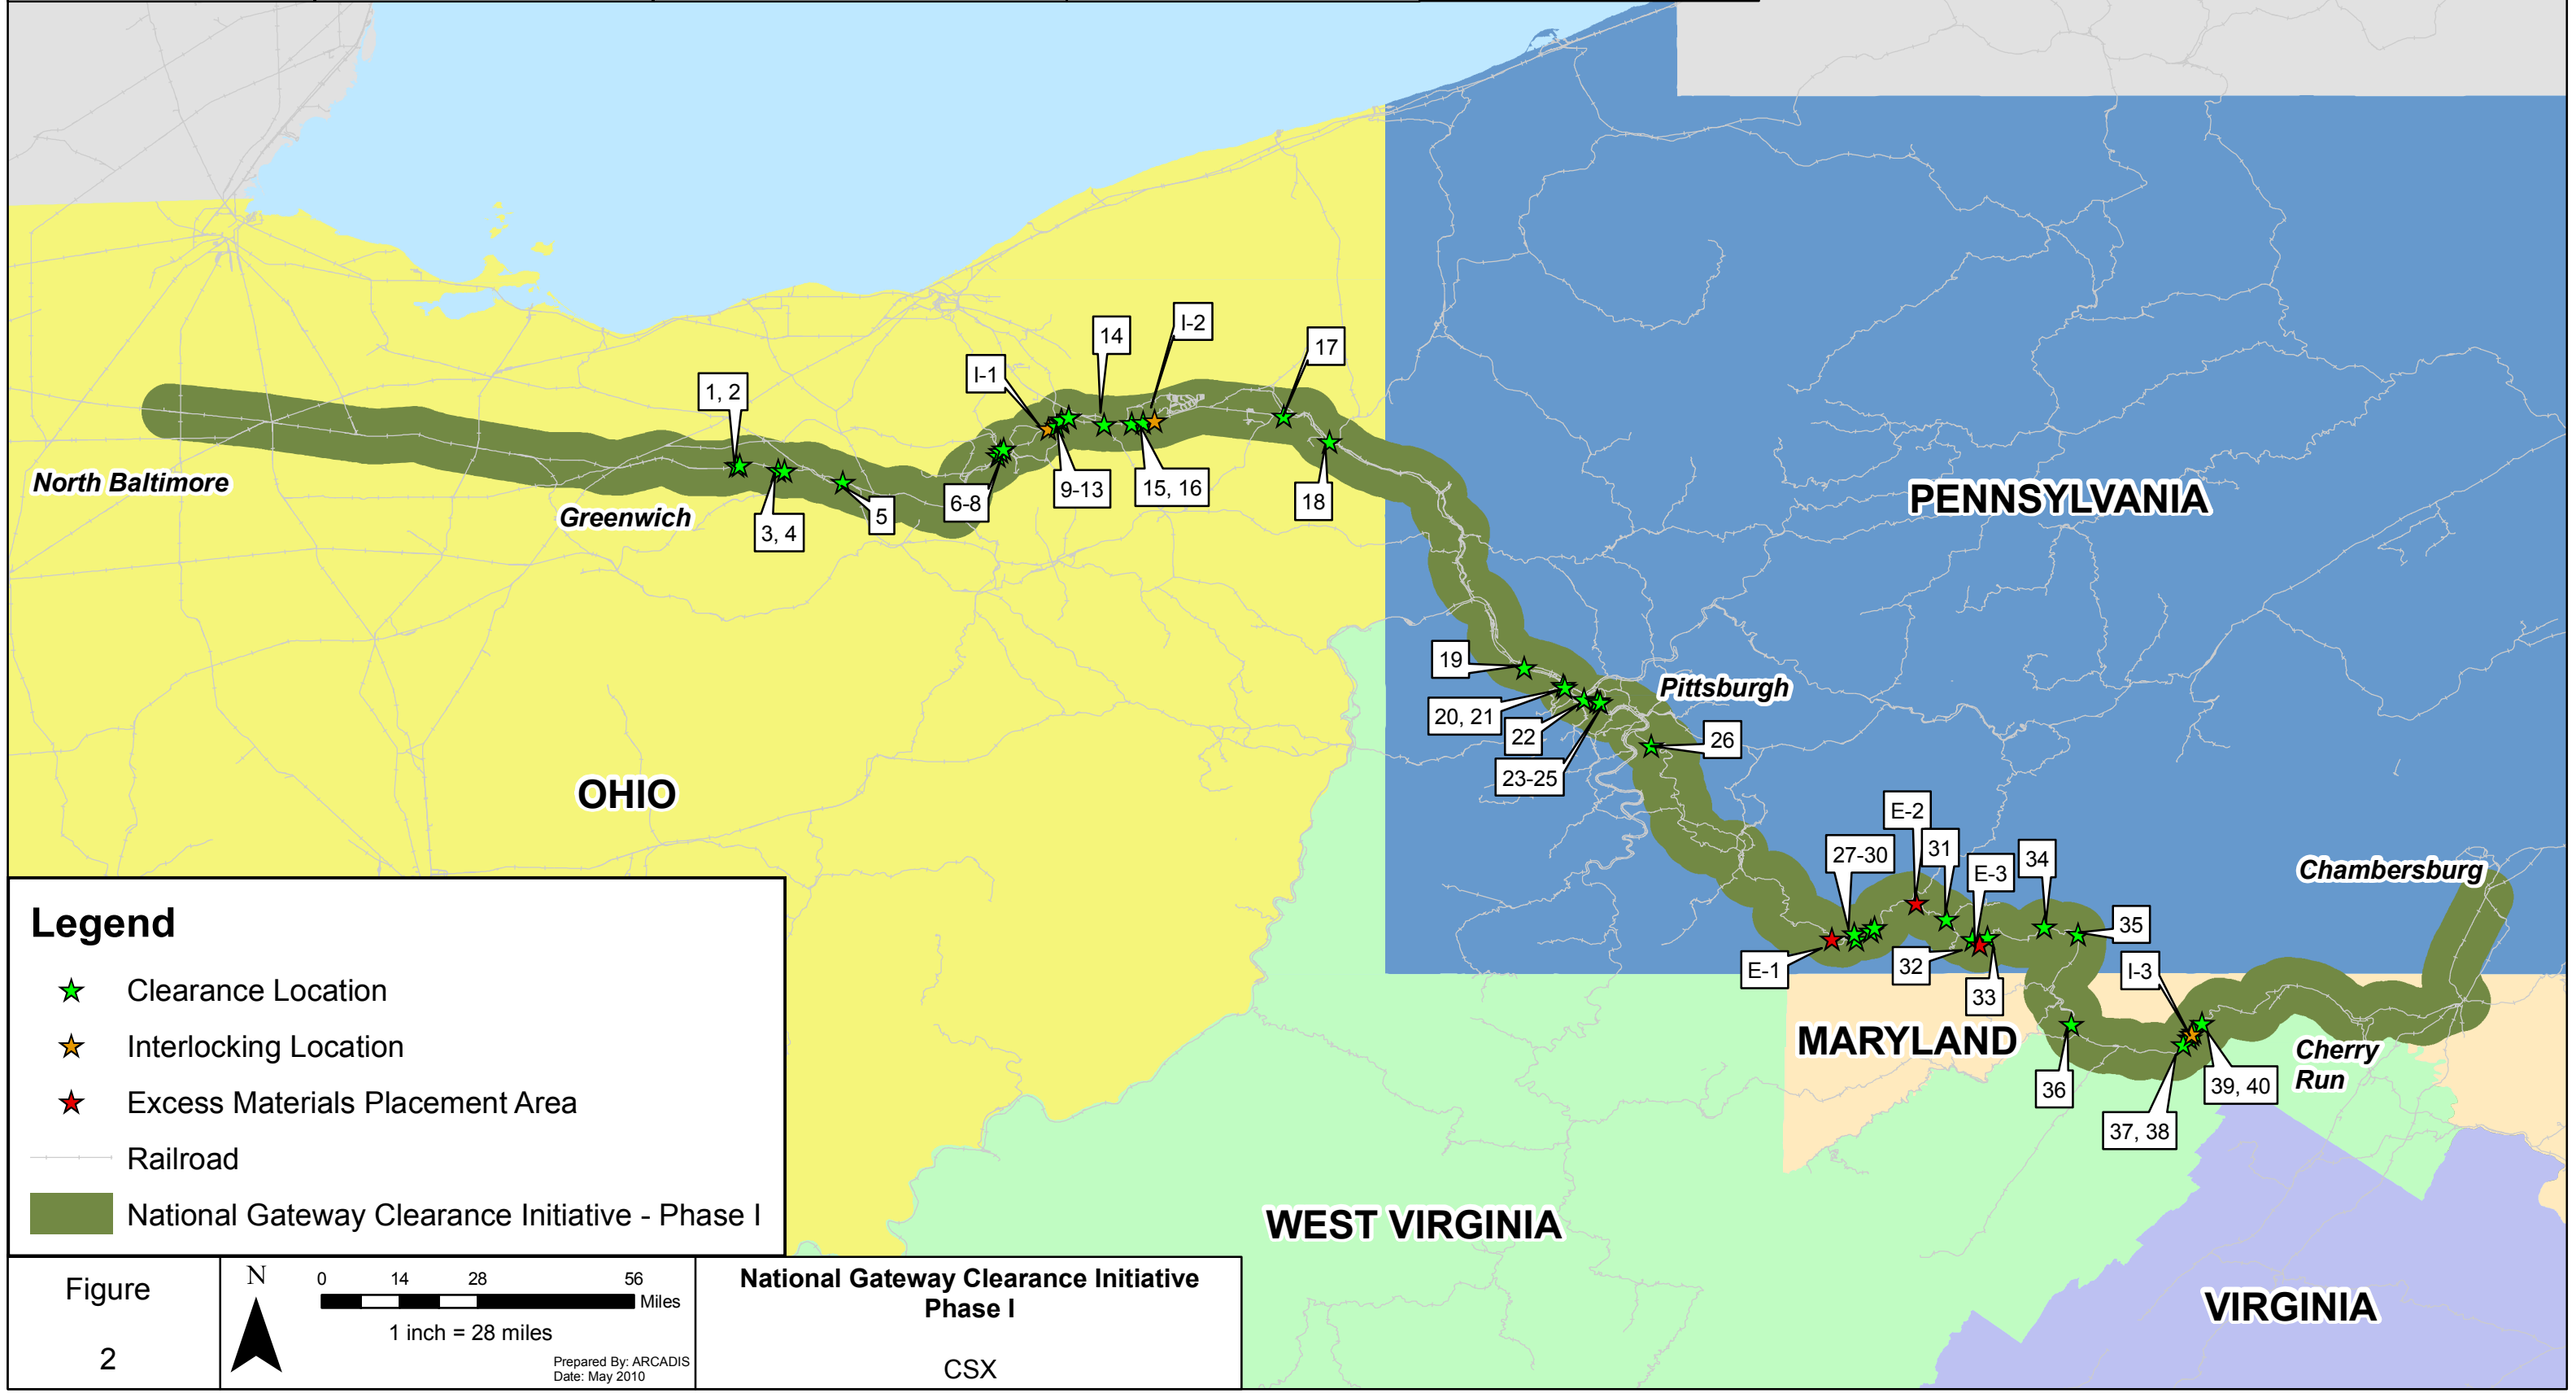 I-2
14
17
I-1
1, 2
North Baltimore
Greenwich
3, 4
5
6-8
9-13
15, 16
18
PENNSYLVANIA
19
Pittsburgh
20, 21
22
26
23-25
OHIO
E-2
27-30
31
E-3
34
Chambersburg
35
E-1
32
33
I-3
MARYLAND
Cherry
Run
36
39, 40
37, 38
WEST VIRGINIA
VIRGINIA
Legend
Clearance Location
Interlocking Location
Excess Materials Placement Area
Railroad
National Gateway Clearance Initiative - Phase I
Figure
2
N
0 14 28 56
Miles
1 inch = 28 miles
Prepared By: ARCADIS
Date: May 2010
National Gateway Clearance Initiative
Phase I
CSX